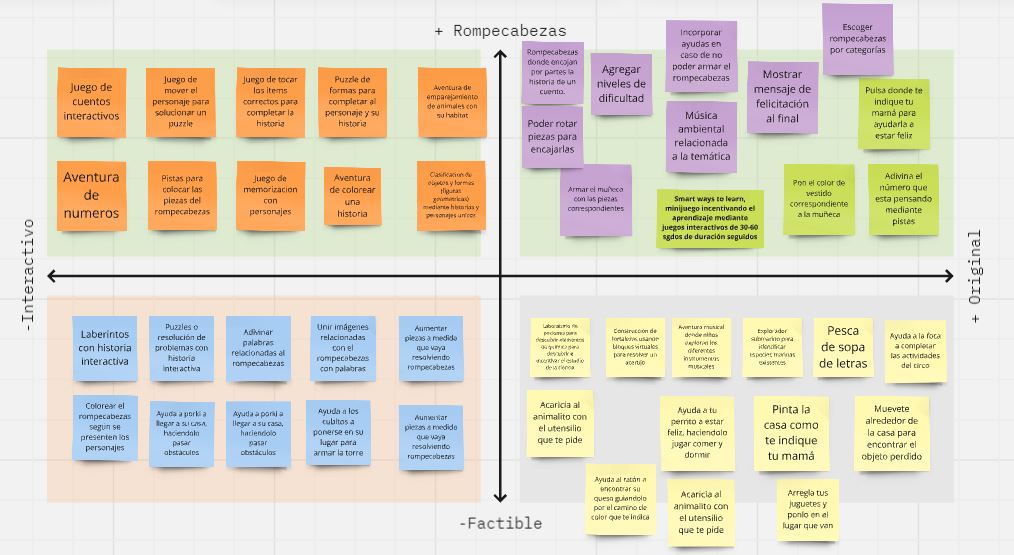 + Rompecabezas
Juego de
cuentos
interactivos
Juego de
mover el
personaje para
solucionar un
puzzle
Juego de tocar
los items
correctos para
completar la
historia
Puzzle de
formas para
completar al
personaje y su
historia
Aventura de
emparejamiento
de animales con
su habitat
Aventura
de
numeros
Pistas para
colocar las
piezas del
rompecabezas
Juego de
memorizacion
con
personajes
Aventura
de colorear
una
historia
Clasificacion de
objetos y formas
(figuras
geometricas)
mediante historias y
personajes unicos
Rompecabezas
donde encajan
por partes la
historia de un
cuento.
Agregar
niveles de
dificultad
Incorporar
ayudas en
caso de no
poder armar el
rompecabezas
Mostrar
mensaje de
felicitación
al final
Escoger
rompecabezas
por categorías
Poder rotar
piezas para
encajarlas
Música
ambiental
relacionada
a la temática
Pulsa donde te
indique tu
mamá para
ayudarla a
estar feliz
Armar el muñeco
con las piezas
correspondientes
Smart ways to learn,
minijuego incentivando el
aprendizaje mediante
juegos interactivos de 30-60
sgdos de duración seguidos
Pon el color de
vestido
correspondiente
a la muñeca
Adivina el
número que
esta pensando
mediante
pistas
-Interactivo
+ Original
Laberintos
con historia
interactiva
Puzzles o
resolución de
problemas con
historia
interactiva
Adivinar
palabras
relacionadas al
rompecabezas
Unir imágenes
relacionadas
con el
rompecabezas
con palabras
Aumentar
piezas a medida
que vaya
resolviendo
rompecabezas
Colorear el
rompecabezas
segun se
presenten los
personajes
Ayuda a porki a
llegar a su casa,
haciendolo
pasar
obstáculos
Ayuda a porki a
llegar a su casa,
haciendolo
pasar
obstáculos
Ayuda a los
cubitos a
ponerse en su
lugar para
armar la torre
Aumentar
piezas a medida
que vaya
resolviendo
rompecabezas
Laboratorio de
pociones para
descubrir elementos
de química para
descubrir e
incentivar el estudio
de la ciencia
Construccion de
fortalezas usando
bloques virtuales
para resolver un
acertijo
Aventura musical
donde niños
exploran los
diferentes
instrumentos
musicales
Explorador
submarino para
identificar
especies marinas
existentes
Pesca
de sopa
de letras
Ayuda a la foca
a completar
las actividades
del circo
Acaricia al
animalito con
el utensilio
que te pide
Ayuda a tu
perrito a estar
feliz, haciendolo
jugar comer y
dormir
Pinta la
casa como
te indique
tu mamá
Muevete
alrededor de
la casa para
encontrar el
objeto perdido
Ayuda al ratón a
encontrar su
queso guiandolo
por el camino de
color que te indica
Acaricia al
animalito con
el utensilio
que te pide
Arregla tus
juguetes y
ponlo en el
lugar que van
-Factible